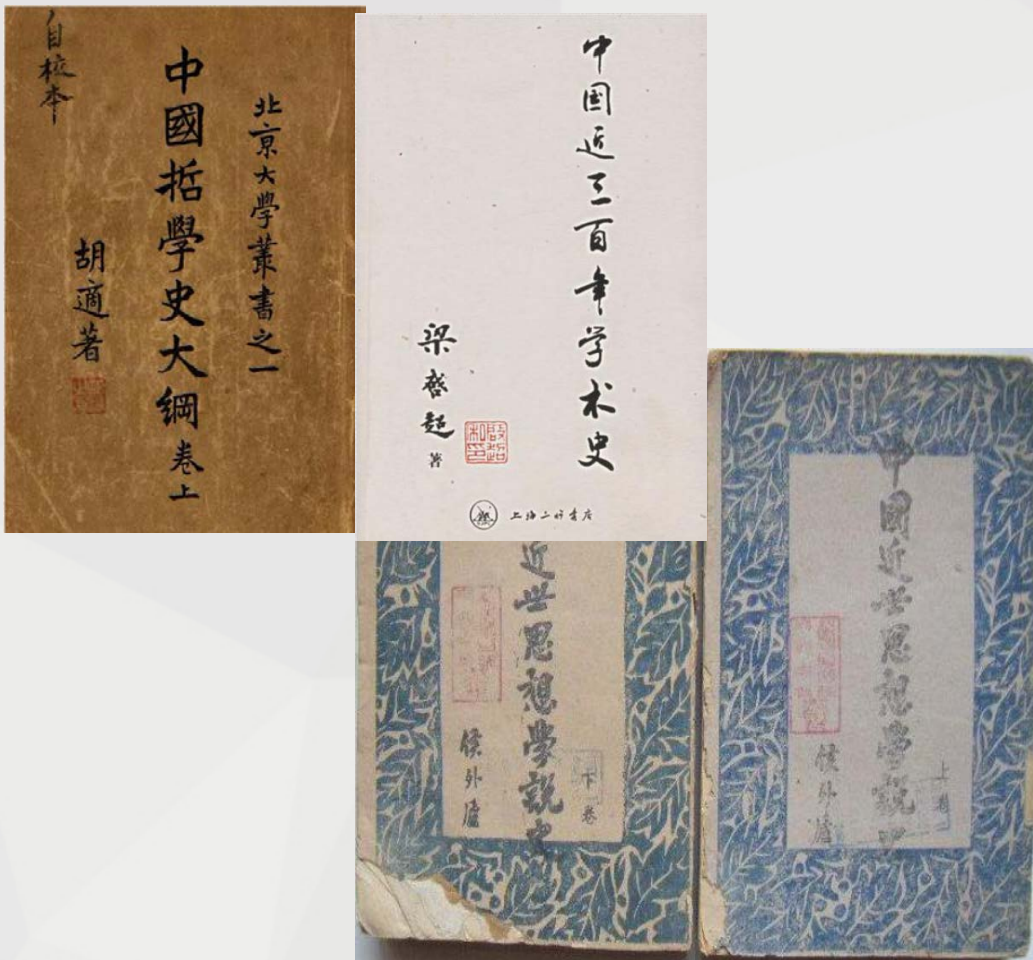 自校本
北京大學叢書之一
中國哲學史大綱 卷上
胡適著
中国近三百年学术史
梁啓超 著
上海三联书店
近世思想學説史
下卷
侯外廬
中國近世思想學説史
上卷
侯外廬